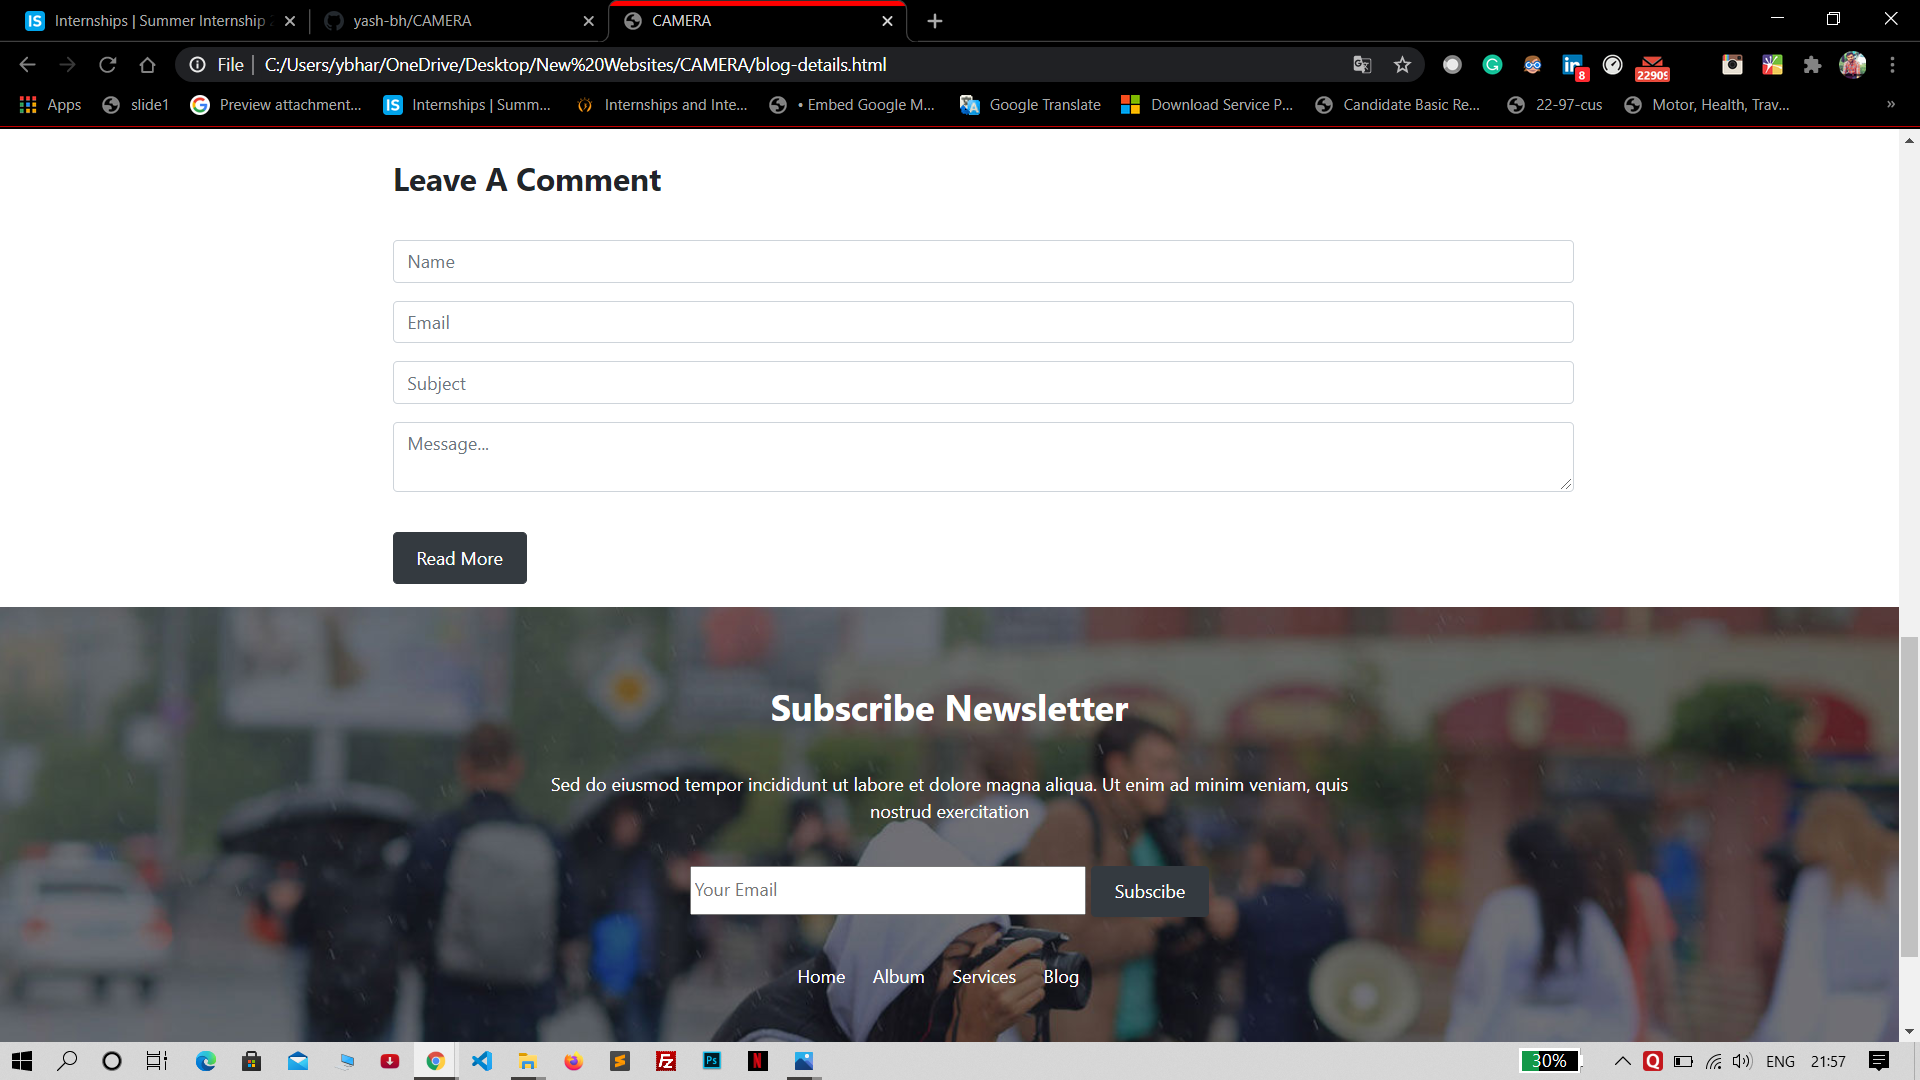 IS Internships | Summer Internship
yash-bh/CAMERA
CAMERA
File | C:/Users/ybhar/OneDrive/Desktop/New%20Websites/CAMERA/blog-details.html
8
22909
Apps
slide1
Preview attachment...
IS Internships | Summ...
Internships and Inte...
• Embed Google M...
Google Translate
Download Service P...
Candidate Basic Re...
22-97-cus
Motor, Health, Trav...
»
Leave A Comment
Name
Email
Subject
Message...
Read More
Subscribe Newsletter
Sed do eiusmod tempor incididunt ut labore et dolore magna aliqua. Ut enim ad minim veniam, quis
nostrud exercitation
Your Email
Subscibe
Home Album Services Blog
30%
ENG
21:57